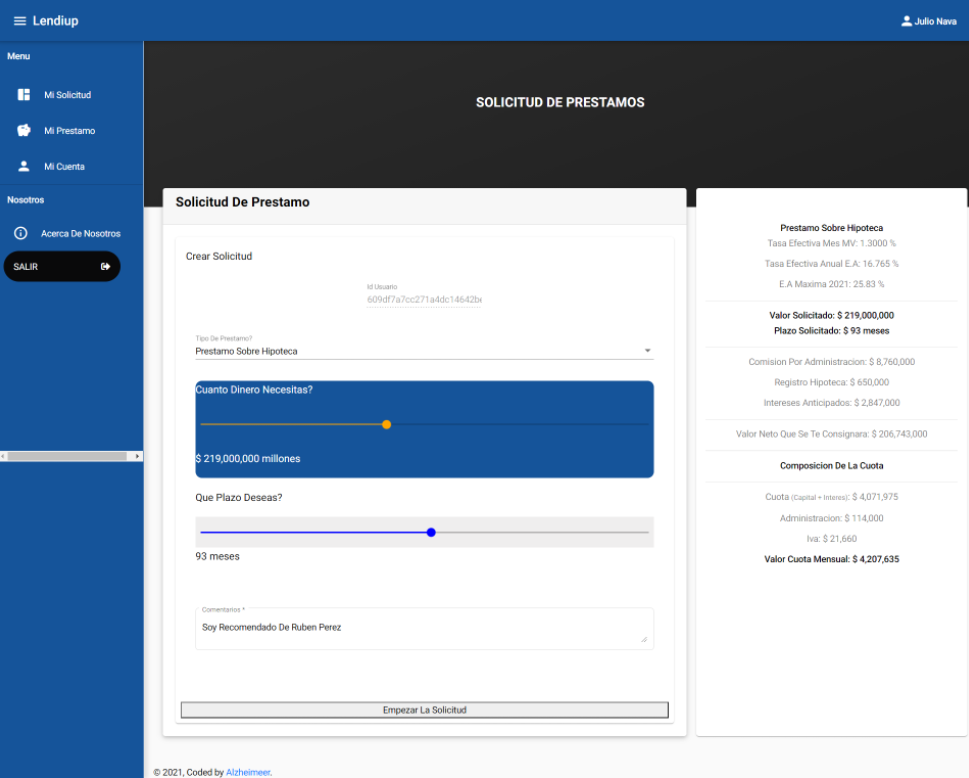 Lendiup
Julio Nava
Menu
Mi Solicitud
Mi Prestamo
Mi Cuenta
Nosotros
Acerca De Nosotros
SALIR
SOLICITUD DE PRESTAMOS
Solicitud De Prestamo
Crear Solicitud
Id Usuario
609df7a7cc271a4dc14642be
Tipo De Prestamo?
Prestamo Sobre Hipoteca
Cuanto Dinero Necesitas?
$ 219,000,000 millones
Que Plazo Deseas?
93 meses
Comentarios *
Soy Recomendado De Ruben Perez
Empezar La Solicitud
Prestamo Sobre Hipoteca
Tasa Efectiva Mes MV: 1.3000 %
Tasa Efectiva Anual E.A: 16.765 %
E.A Maxima 2021: 25.83 %
Valor Solicitado: $ 219,000,000
Plazo Solicitado: $ 93 meses
Comision Por Administracion: $ 8,760,000
Registro Hipoteca: $ 650,000
Intereses Anticipados: $ 2,847,000
Valor Neto Que Se Te Consignara: $ 206,743,000
Composicion De La Cuota
Cuota (Capital + Interes): $ 4,071,975
Administracion: $ 114,000
Iva: $ 21,660
Valor Cuota Mensual: $ 4,207,635
© 2021, Coded by Alzheimeer.